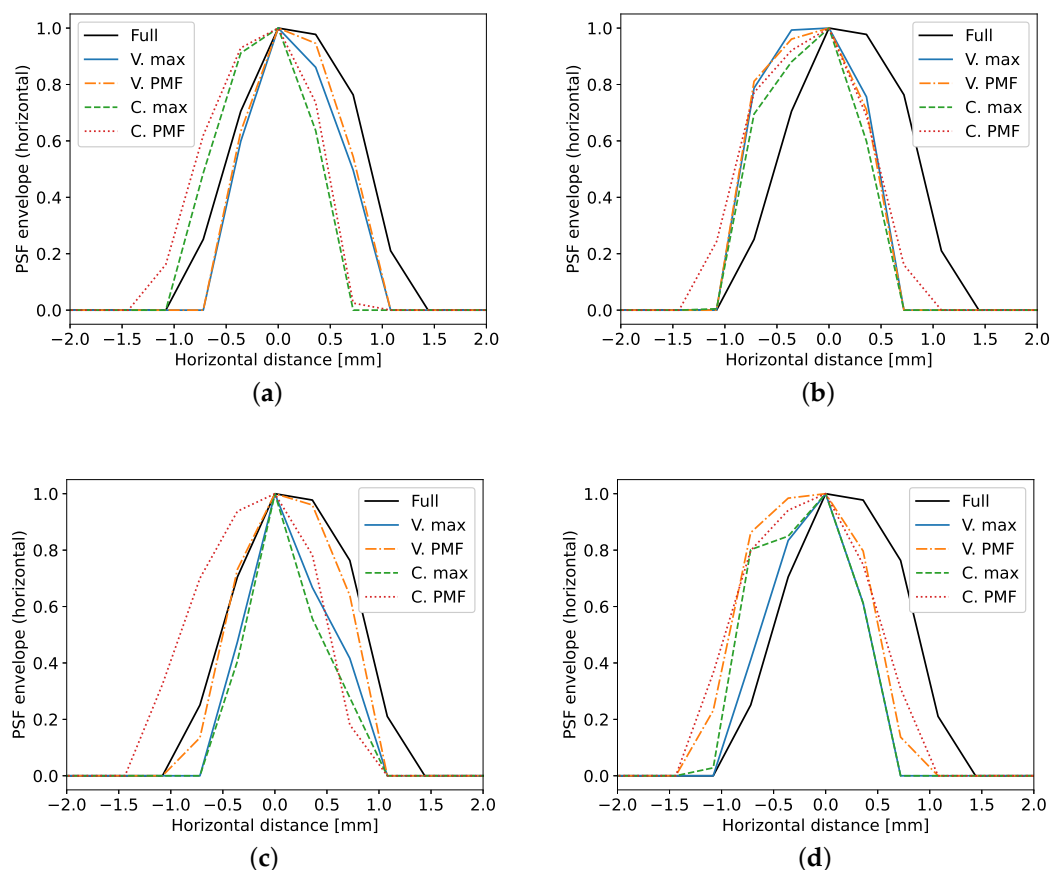 PSF envelope (horizontal)
1.0
0.8
0.6
0.4
0.2
0.0
Full
V. max
V. PMF
C. max
C. PMF
−2.0 −1.5 −1.0 −0.5 0.0 0.5 1.0 1.5 2.0
Horizontal distance [mm]
(a)
PSF envelope (horizontal)
1.0
0.8
0.6
0.4
0.2
0.0
Full
V. max
V. PMF
C. max
C. PMF
−2.0 −1.5 −1.0 −0.5 0.0 0.5 1.0 1.5 2.0
Horizontal distance [mm]
(b)
PSF envelope (horizontal)
1.0
0.8
0.6
0.4
0.2
0.0
Full
V. max
V. PMF
C. max
C. PMF
−2.0 −1.5 −1.0 −0.5 0.0 0.5 1.0 1.5 2.0
Horizontal distance [mm]
(c)
PSF envelope (horizontal)
1.0
0.8
0.6
0.4
0.2
0.0
Full
V. max
V. PMF
C. max
C. PMF
−2.0 −1.5 −1.0 −0.5 0.0 0.5 1.0 1.5 2.0
Horizontal distance [mm]
(d)